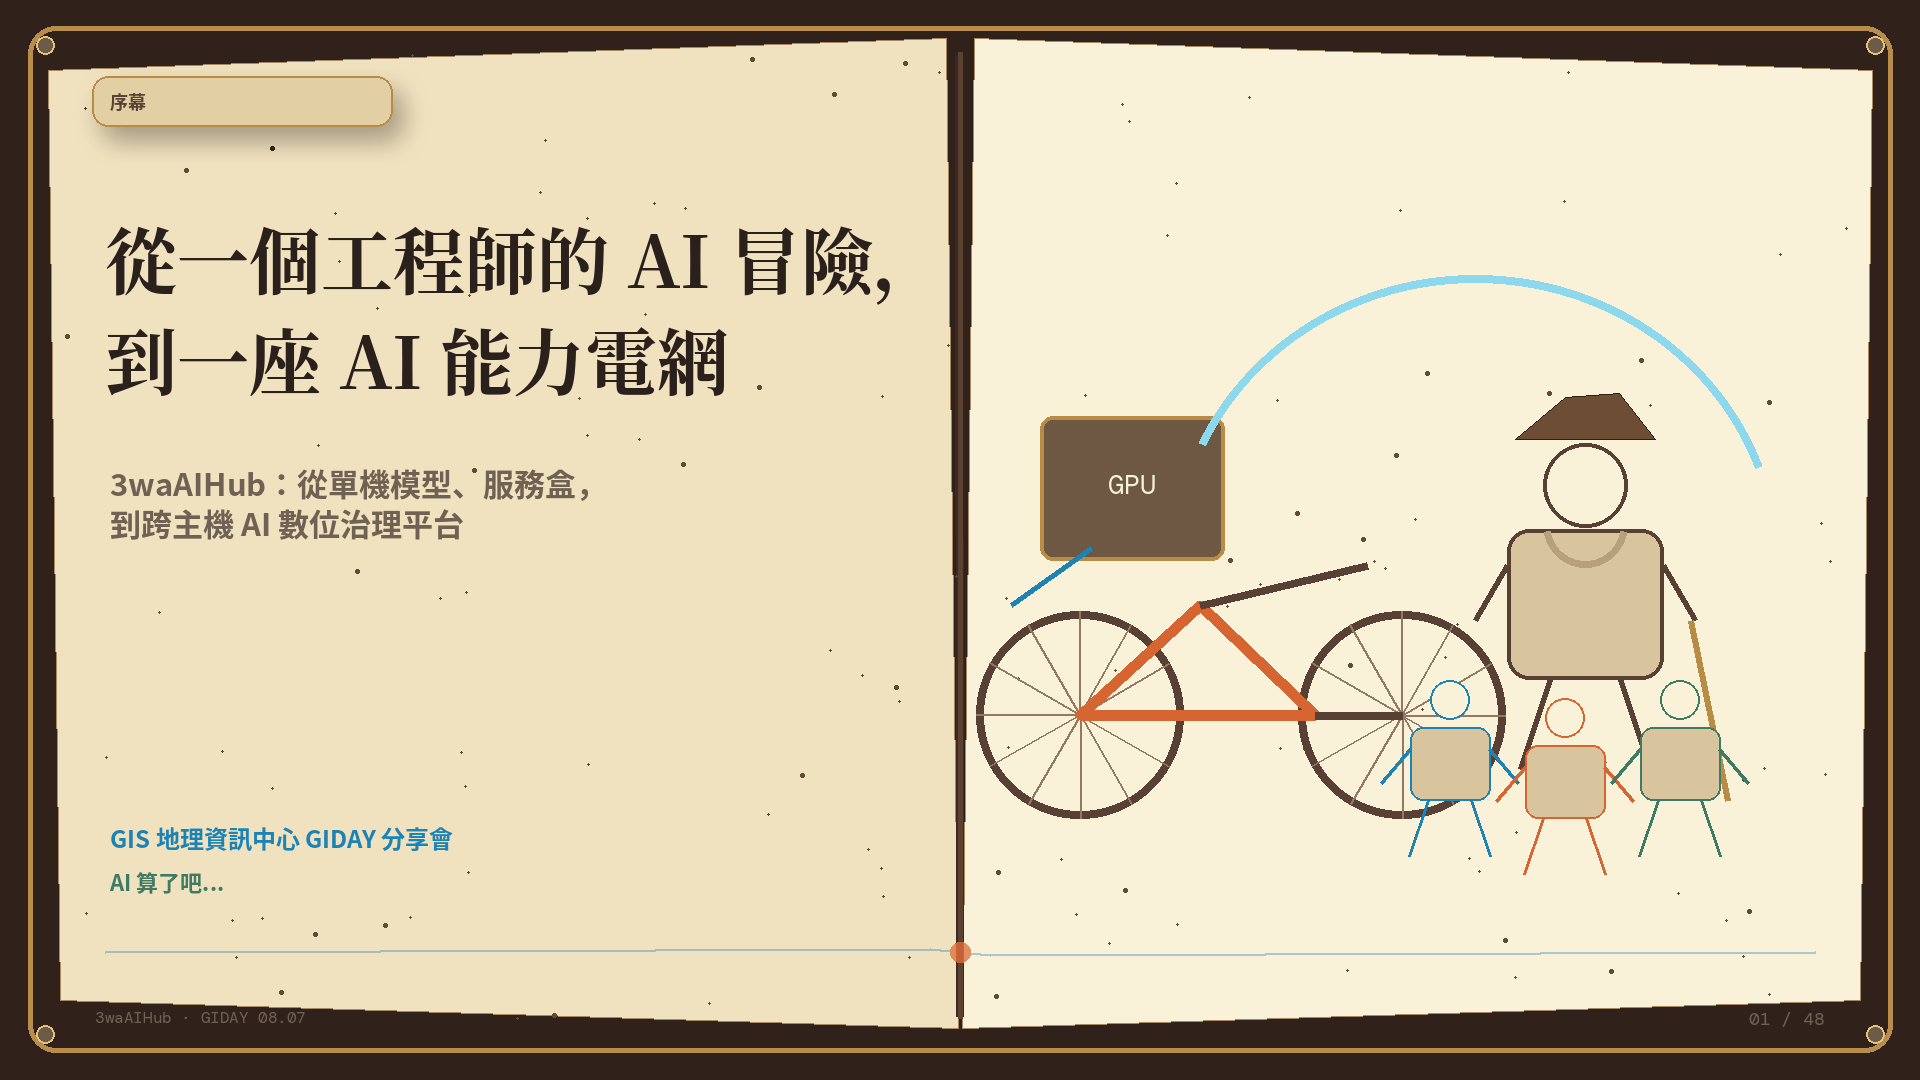 序幕
從一個工程師的 AI 冒險,
到一座 AI 能力電網
3waAIHub：從單機模型、服務盒，
到跨主機 AI 數位治理平台
GPU
GIS 地理資訊中心 GIDAY 分享會
AI 算了吧...
3waAIHub · GIDAY 08.07
01 / 48